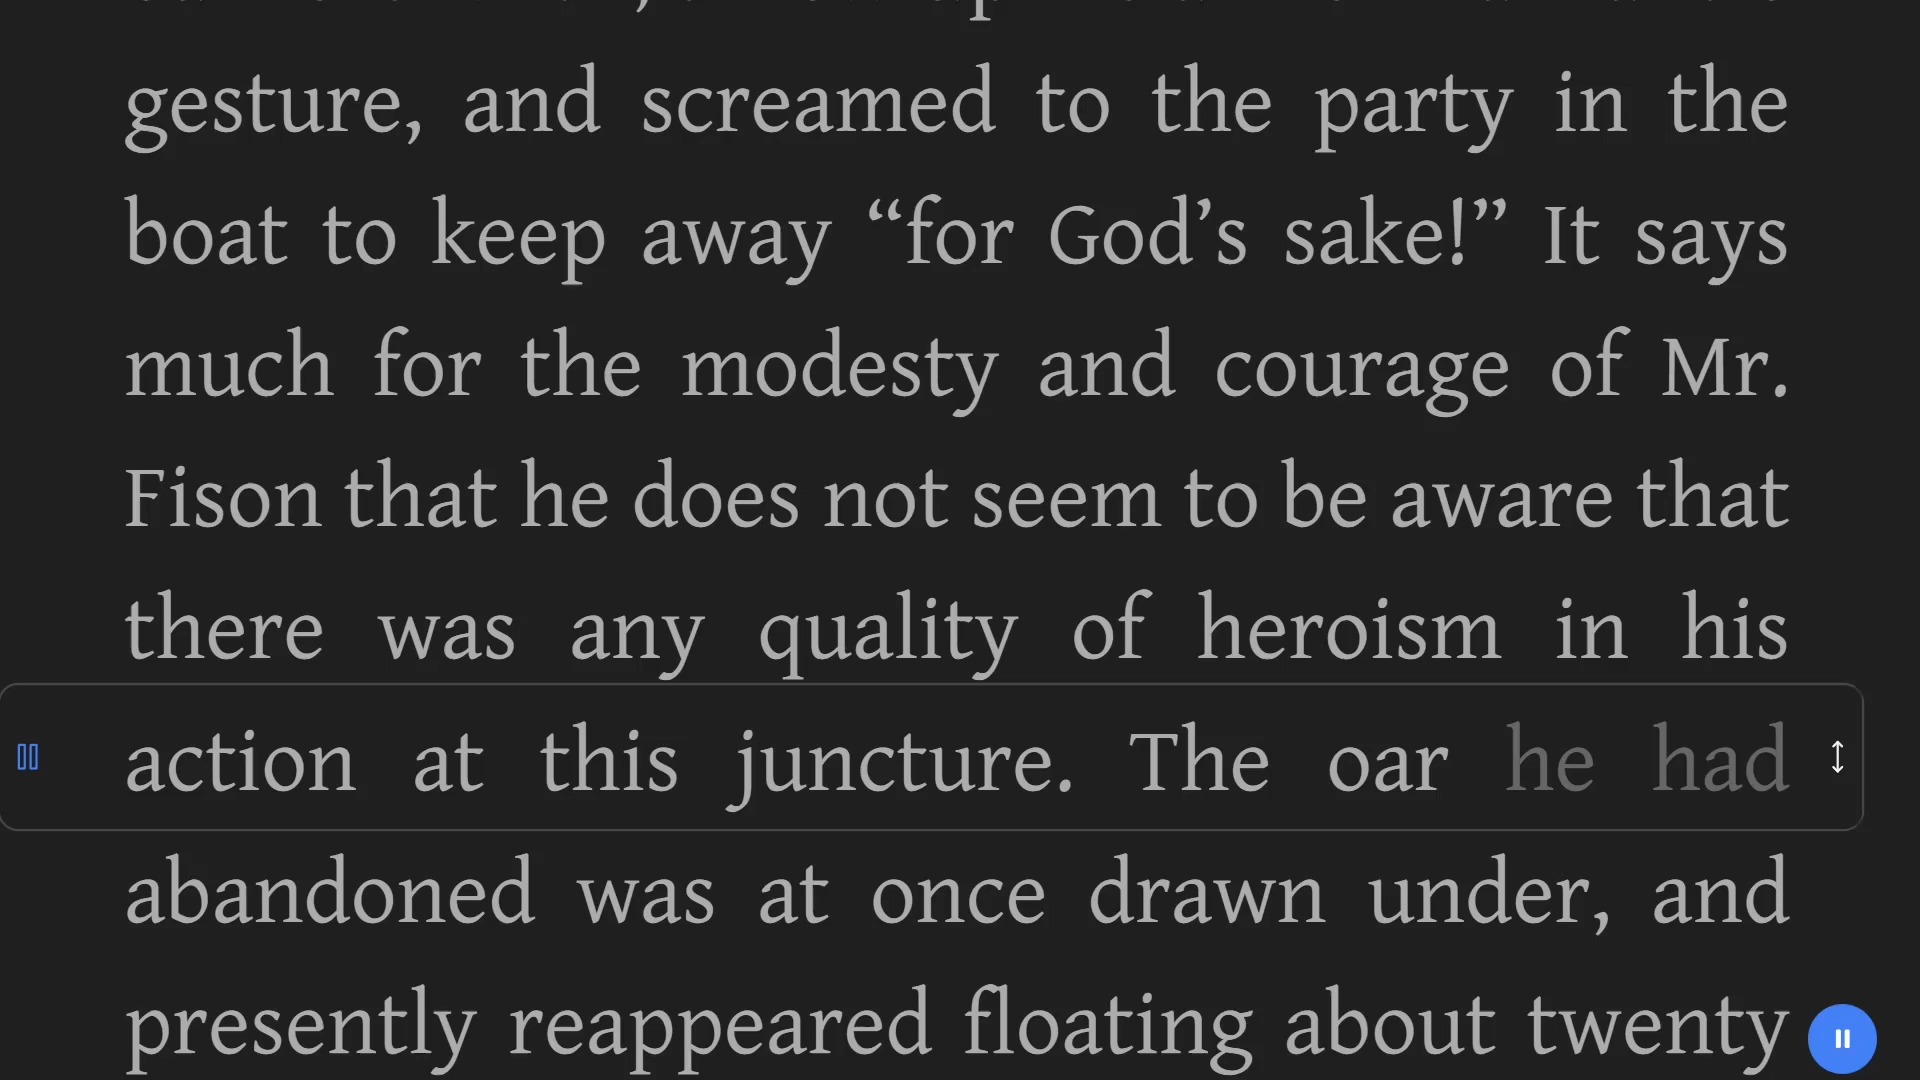 gesture, and screamed to the party in the
boat to keep away “for God’s sake!” It says
much for the modesty and courage of Mr.
Fison that he does not seem to be aware that
there was any quality of heroism in his
action at this juncture. The oar he had
abandoned was at once drawn under, and
presently reappeared floating about twenty